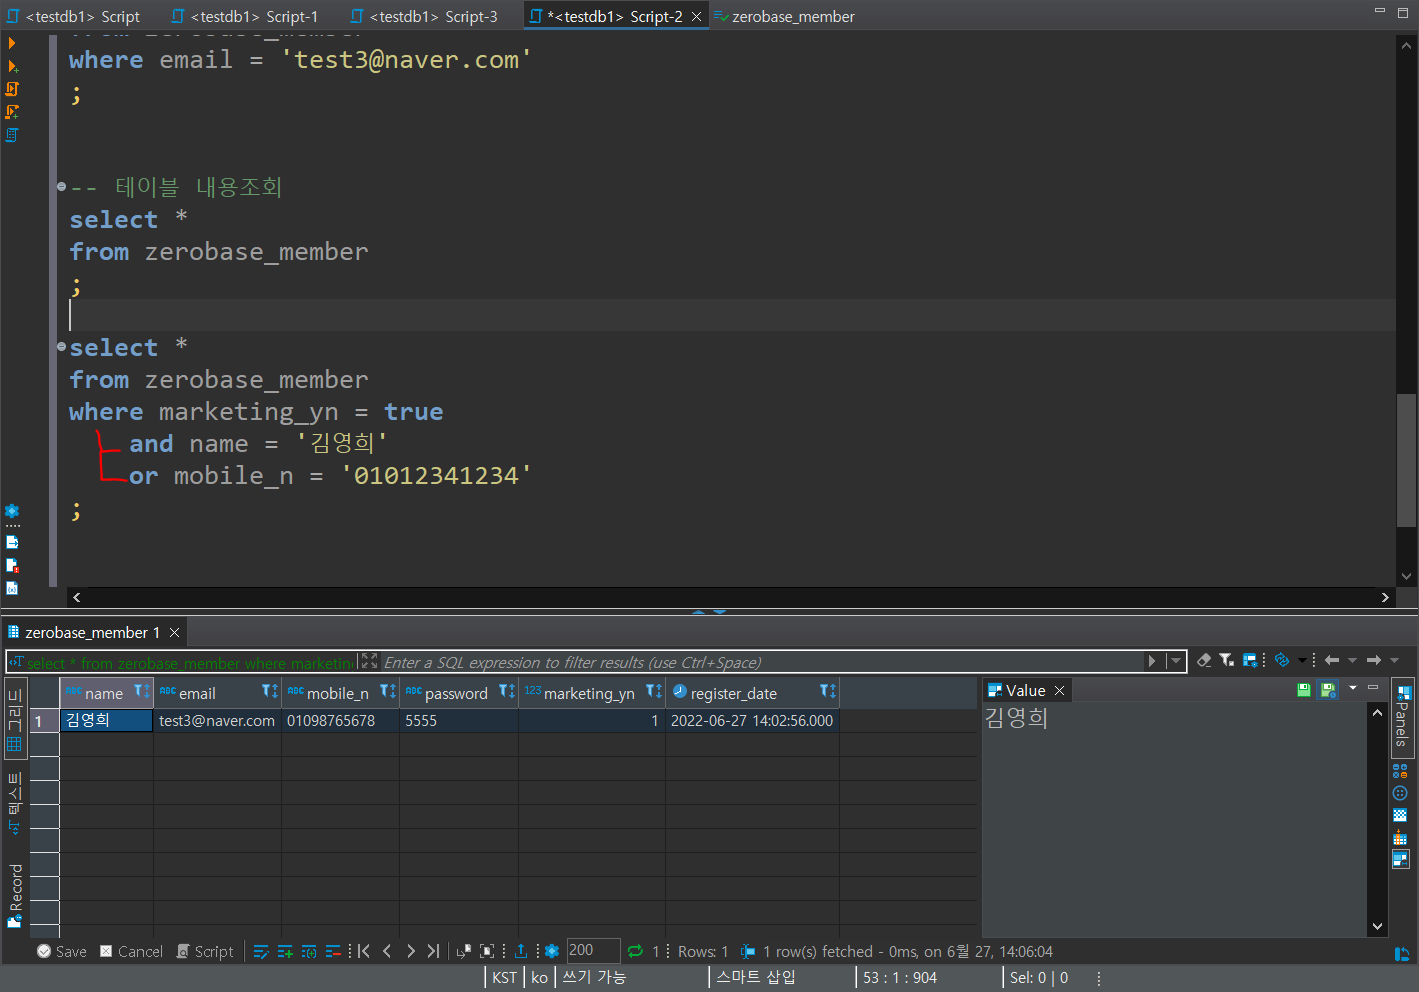 <testdb1> Script
<testdb1> Script-1
<testdb1> Script-3
*<testdb1> Script-2
zerobase_member
where email = 'test3@naver.com'
;
-- 테이블 내용조회
select *
from zerobase_member
;
select *
from zerobase_member
where marketing_yn = true
and name = '김영희'
or mobile_n = '01012341234'
;
zerobase_member 1
select * from zerobase_member where marketin
Enter a SQL expression to filter results (use Ctrl+Space)
그리드
텍스트
Record
ABC name ABC email ABC mobile_n ABC password 123 marketing_yn register_date
1 김영희 test3@naver.com 01098765678 5555 1 2022-06-27 14:02:56.000
Value
김영희
Panels
Save Cancel Script 200 1 Rows: 1 1 row(s) fetched - 0ms, on 6월 27, 14:06:04
KST ko 쓰기 가능 스마트 삽입 53 : 1 : 904 Sel: 0 | 0